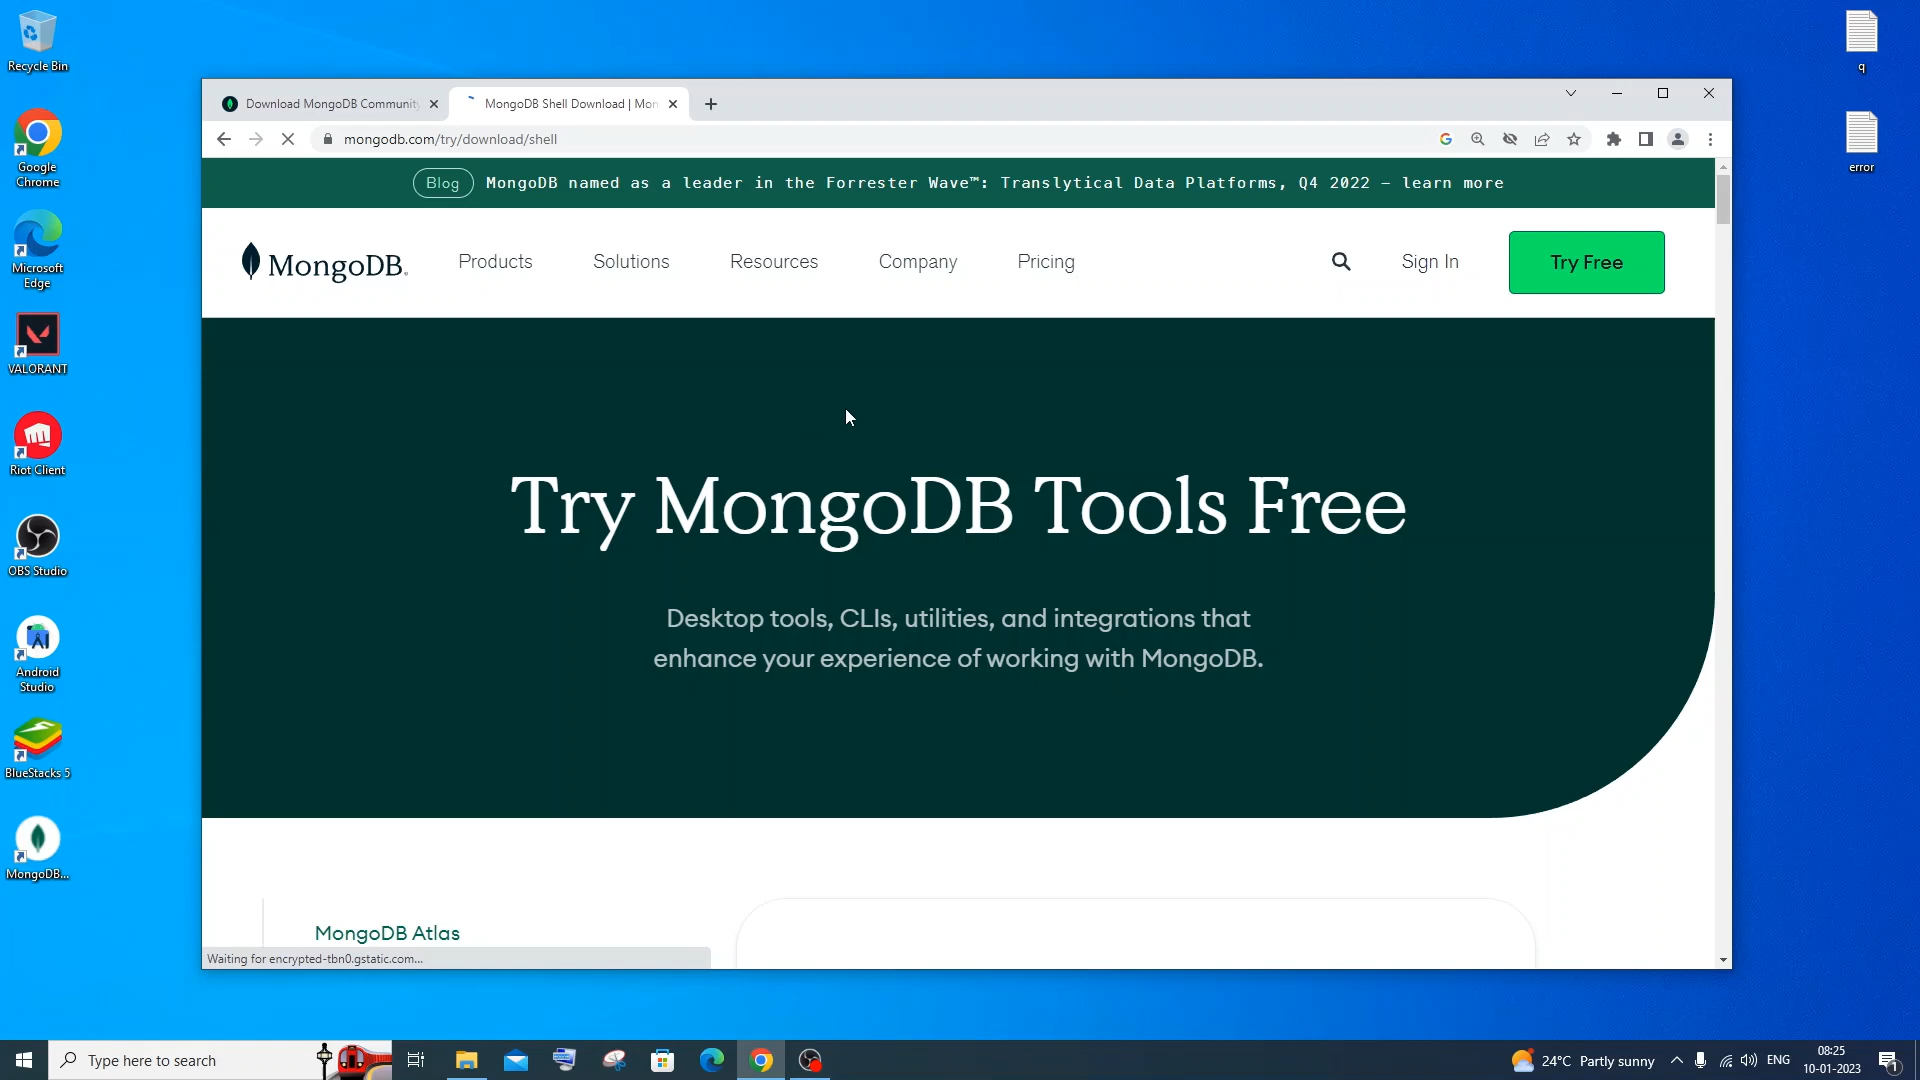 Recycle Bin
Google
Chrome
Microsoft
Edge
VALORANT
Riot Client
OBS Studio
Android
Studio
BlueStacks 5
MongoDB...
q
error
Download MongoDB Communit
MongoDB Shell Download | Mon
mongodb.com/try/download/shell
Blog MongoDB named as a leader in the Forrester Wave™: Translytical Data Platforms, Q4 2022 – learn more
MongoDB. Products Solutions Resources Company Pricing Sign In Try Free
Try MongoDB Tools Free
Desktop tools, CLIs, utilities, and integrations that
enhance your experience of working with MongoDB.
MongoDB Atlas
Waiting for encrypted-tbn0.gstatic.com...
Type here to search
24°C Partly sunny
ENG
08:25
10-01-2023
1